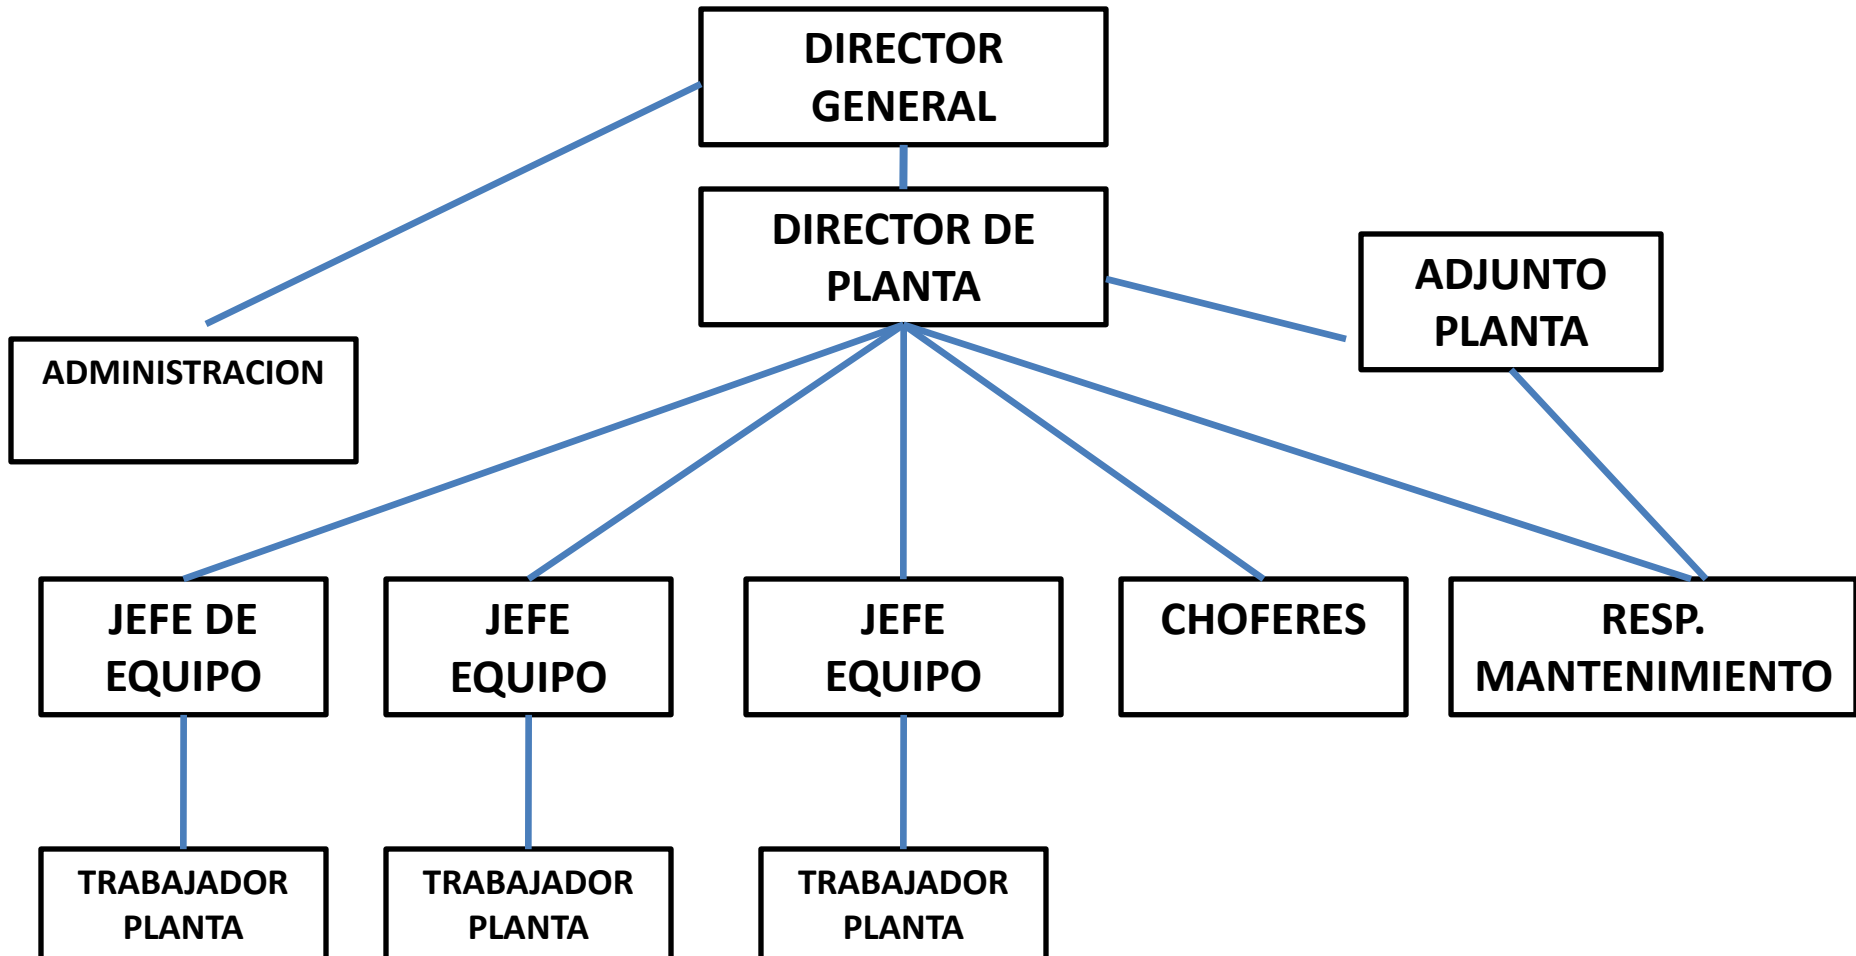 DIRECTOR
GENERAL
DIRECTOR DE
PLANTA
ADJUNTO
PLANTA
ADMINISTRACION
JEFE DE
EQUIPO
JEFE
EQUIPO
JEFE
EQUIPO
CHOFERES
RESP.
MANTENIMIENTO
TRABAJADOR
PLANTA
TRABAJADOR
PLANTA
TRABAJADOR
PLANTA